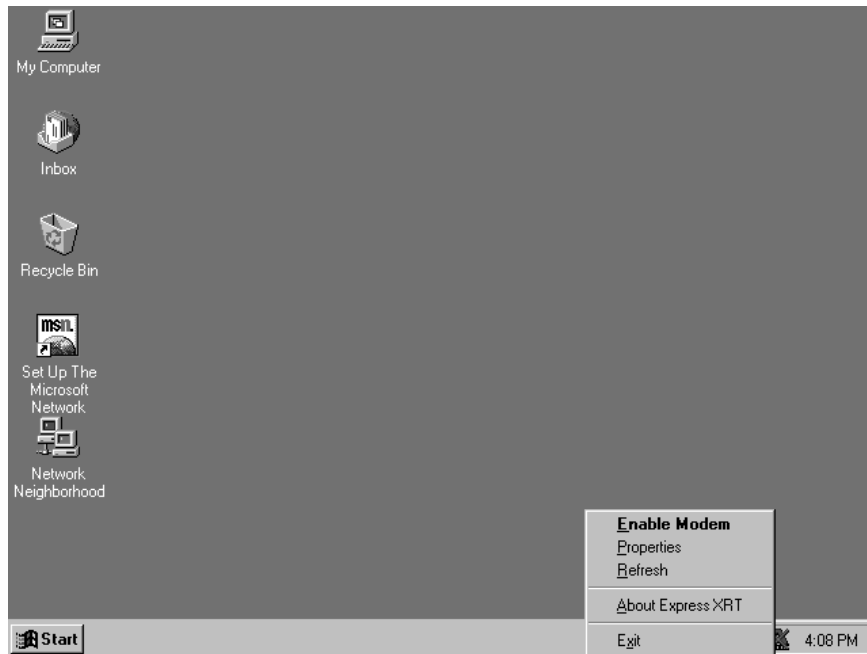 My Computer
Inbox
Recycle Bin
msn.
Set Up The
Microsoft
Network
Network
Neighborhood
Enable Modem
Properties
Refresh
About Express XRT
Exit
Start
4:08 PM